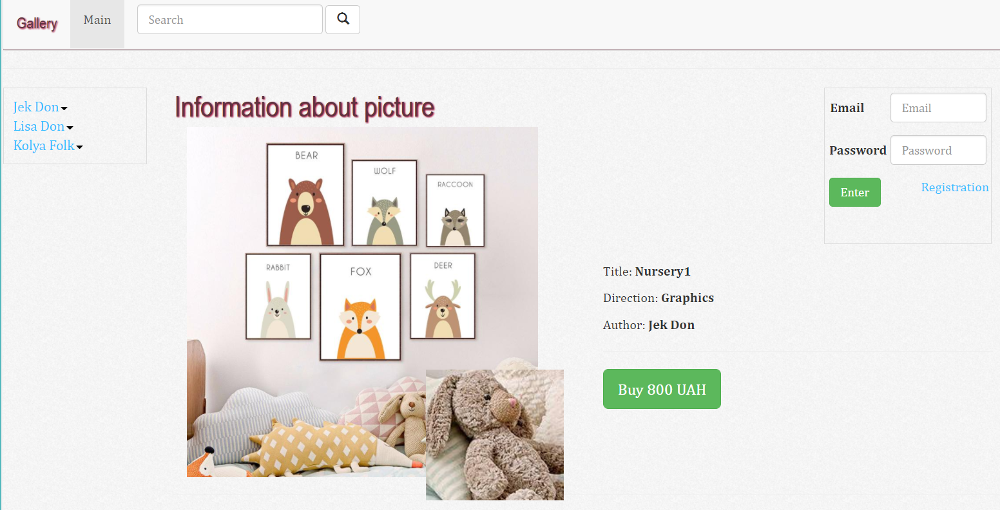 Gallery
Main
Search
Jek Don
Lisa Don
Kolya Folk
Information about picture
BEAR
WOLF
RACCOON
RABBIT
FOX
DEER
Email
Email
Password
Password
Enter
Registration
Title: Nursery1
Direction: Graphics
Author: Jek Don
Buy 800 UAH